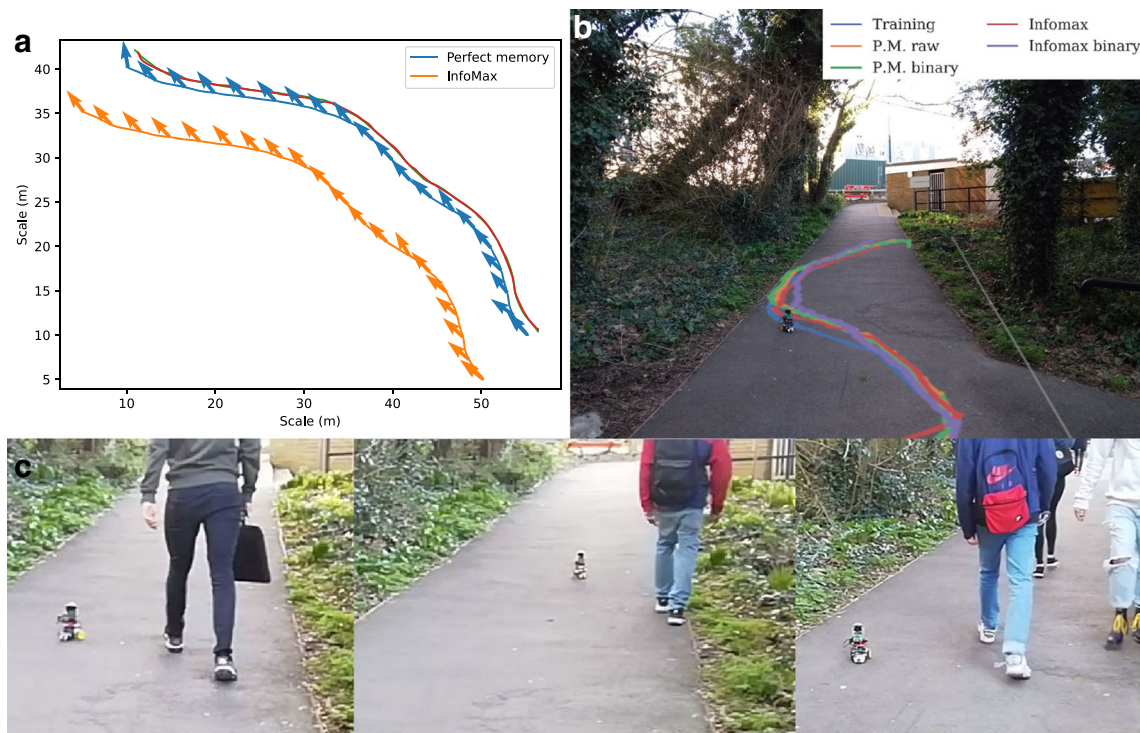 a
Perfect memory
InfoMax
40
35
30
25
20
15
10
5
Scale (m)
10
20
30
40
50
Scale (m)
b
Training
P.M. raw
P.M. binary
Infomax
Infomax binary
c